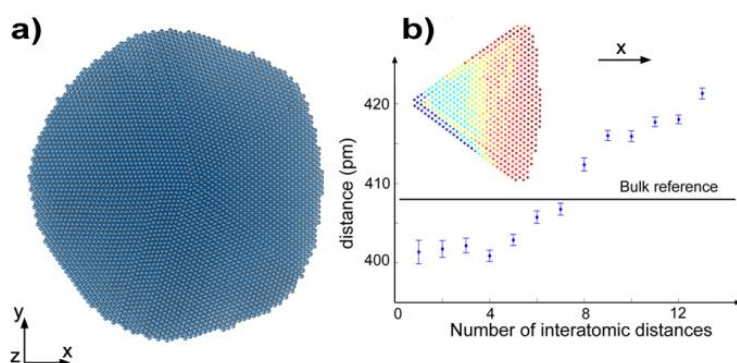 a)
y
z
x
b)
x
420
410
400
distance (pm)
Bulk reference
0
4
8
12
Number of interatomic distances